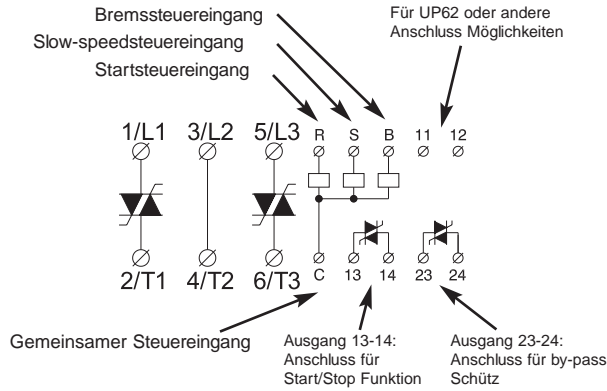 Bremssteuereingang
Slow-speedsteuereingang
Startsteuereingang
Für UP62 oder andere
Anschluss Möglichkeiten
1/L1 3/L2 5/L3 R S B 11 12
2/T1 4/T2 6/T3 C 13 14 23 24
Gemeinsamer Steuereingang
Ausgang 13-14:
Anschluss für
Start/Stop Funktion
Ausgang 23-24:
Anschluss für by-pass
Schütz